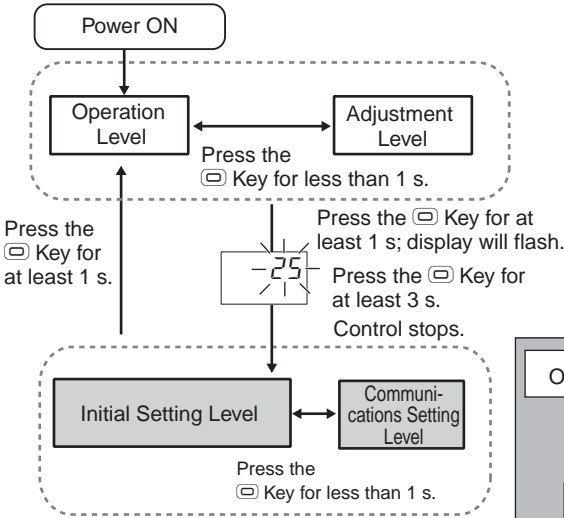 Power ON
Operation
Level
Adjustment
Level
Press the
Key for less than 1 s.
Press the
Key for
at least 1 s.
Press the Key for at
least 1 s; display will flash.
25
Press the Key for
at least 3 s.
Control stops.
O
Initial Setting Level
Communi-
cations Setting
Level
Press the
Key for less than 1 s.